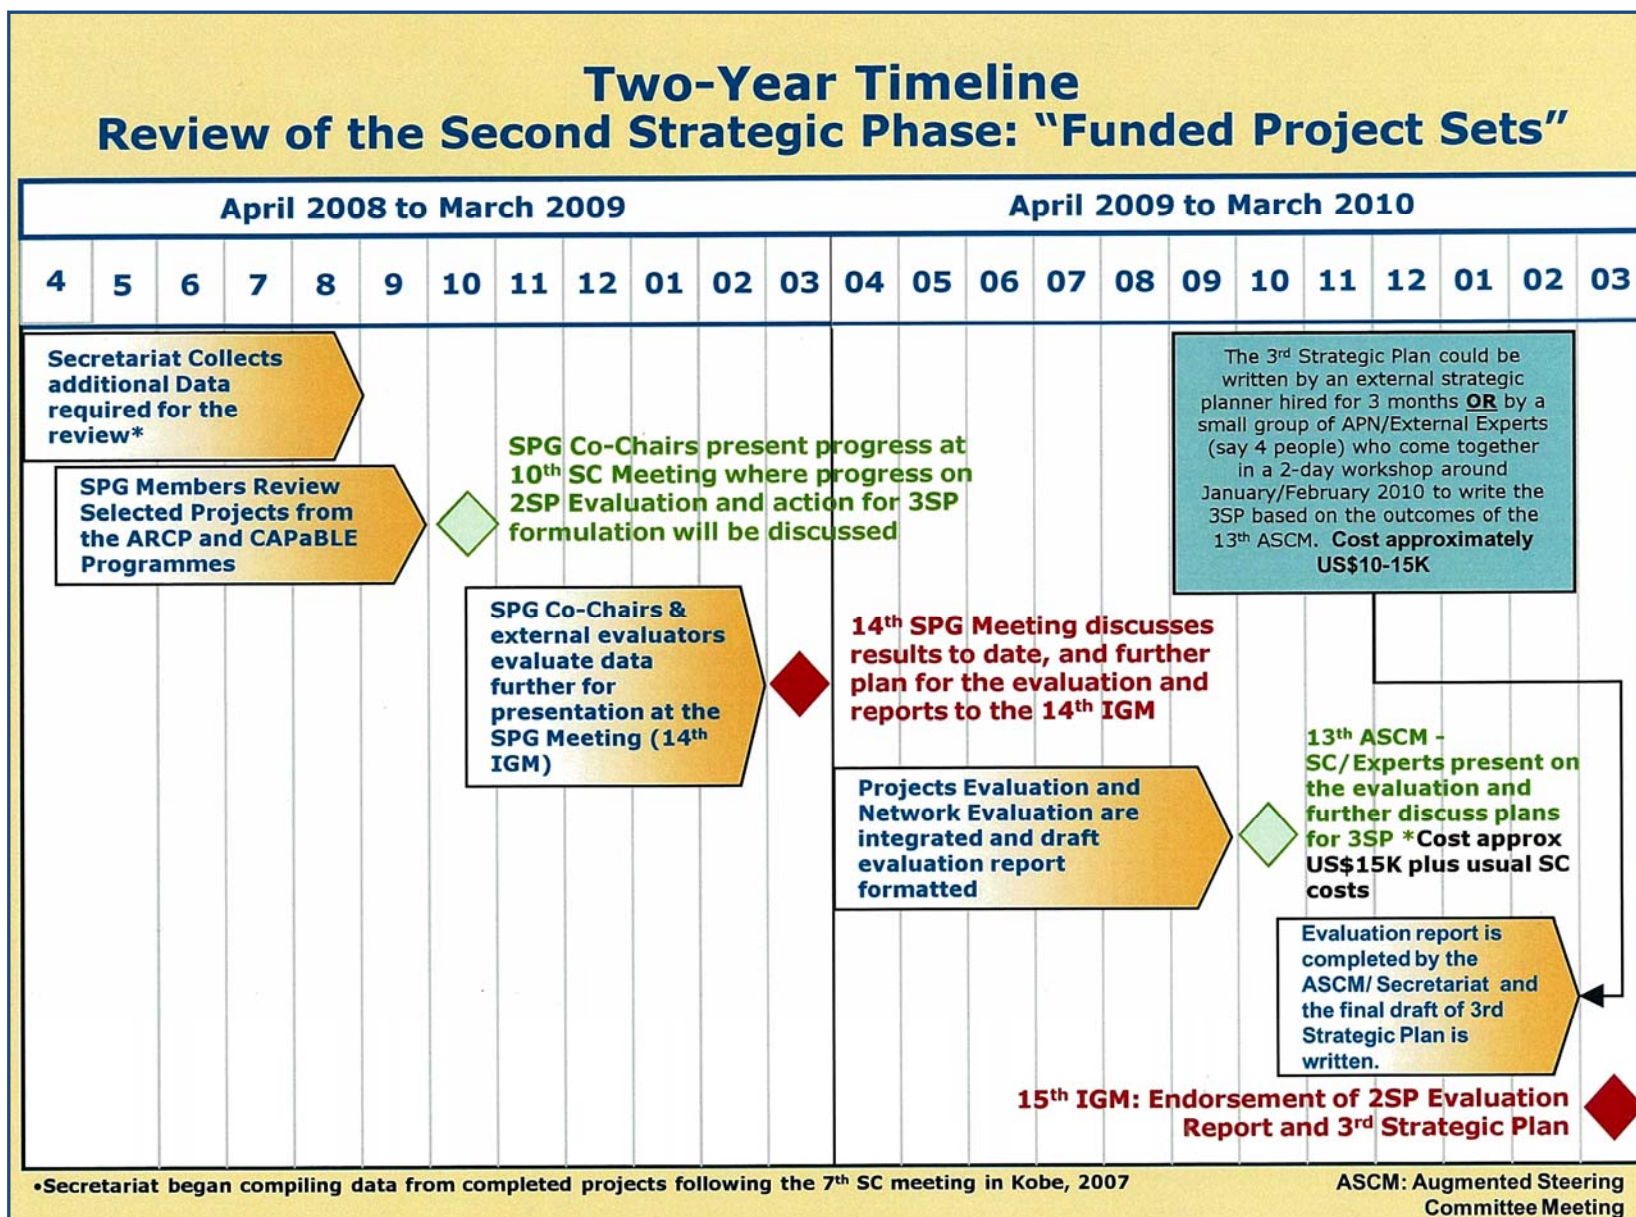 Two-Year Timeline
Review of the Second Strategic Phase: “Funded Project Sets”
April 2008 to March 2009
April 2009 to March 2010
4 5 6 7 8 9 10 11 12 01 02 03 04 05 06 07 08 09 10 11 12 01 02 03
Secretariat Collects
additional Data
required for the
review*
SPG Members Review
Selected Projects from
the ARCP and CAPaBLE
Programmes
SPG Co-Chairs present progress at
10th SC Meeting where progress on
2SP Evaluation and action for 3SP
formulation will be discussed
The 3rd Strategic Plan could be
written by an external strategic
planner hired for 3 months OR by a
small group of APN/External Experts
(say 4 people) who come together
in a 2-day workshop around
January/February 2010 to write the
3SP based on the outcomes of the
13th ASCM. Cost approximately
US$10-15K
SPG Co-Chairs &
external evaluators
evaluate data
further for
presentation at the
SPG Meeting (14th
IGM)
14th SPG Meeting discusses
results to date, and further
plan for the evaluation and
reports to the 14th IGM
Projects Evaluation and
Network Evaluation are
integrated and draft
evaluation report
formatted
13th ASCM -
SC/Experts present on
the evaluation and
further discuss plans
for 3SP *Cost approx
US$15K plus usual SC
costs
Evaluation report is
completed by the
ASCM/ Secretariat and
the final draft of 3rd
Strategic Plan is
written.
15th IGM: Endorsement of 2SP Evaluation
Report and 3rd Strategic Plan
•Secretariat began compiling data from completed projects following the 7th SC meeting in Kobe, 2007
ASCM: Augmented Steering
Committee Meeting